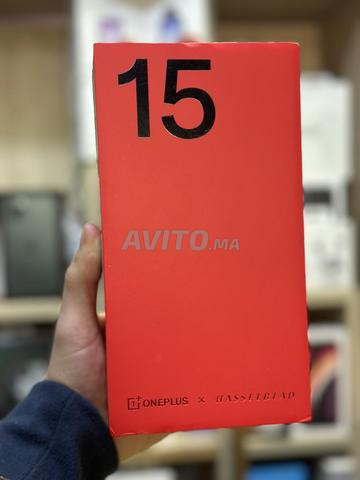 15
AVITO.MA
ONEPLUS × HASSELBLAD